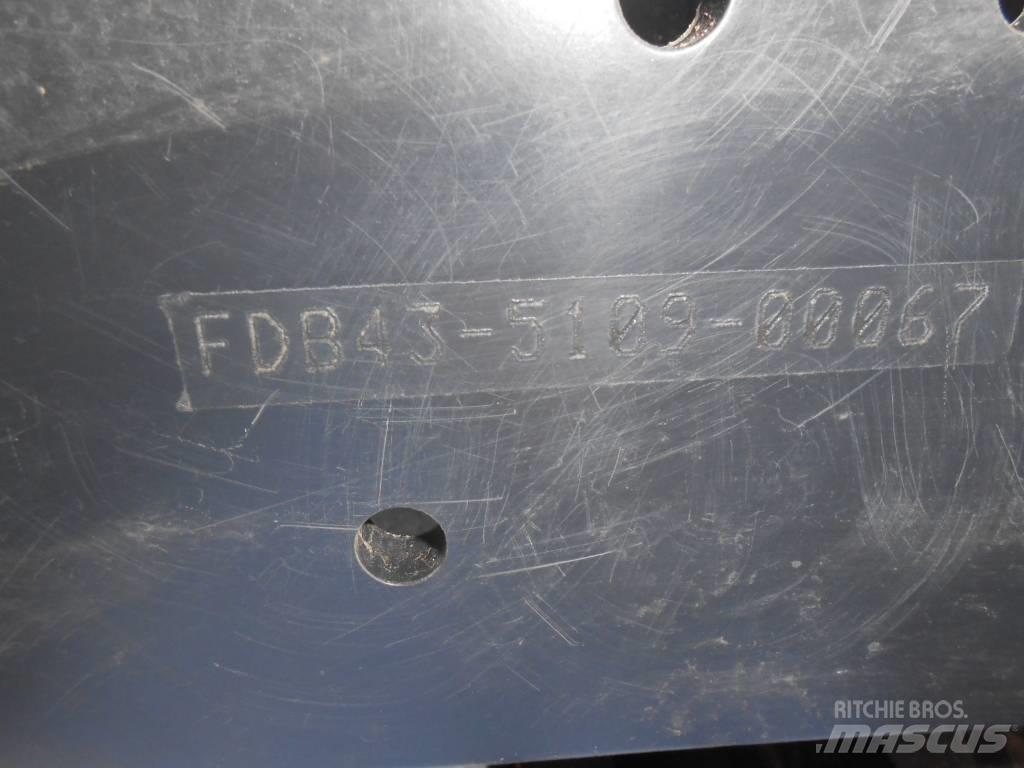 FDB43-5109-00067
RITCHIE BROS.
MASCUS